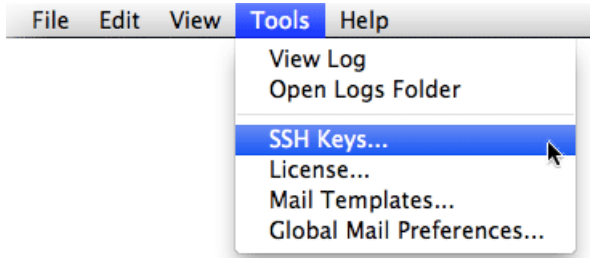 File Edit View Tools Help
View Log
Open Logs Folder
SSH Keys...
License...
Mail Templates...
Global Mail Preferences...